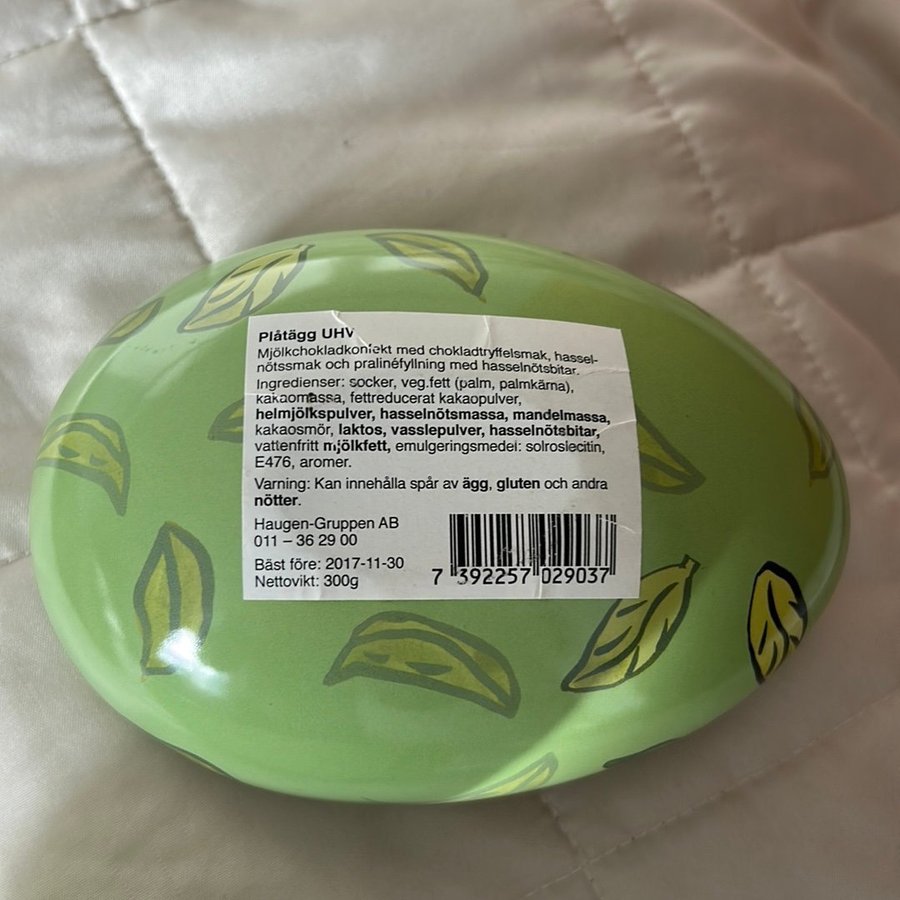 Plåtägg UHV
Mjölkchokladkonfekt med chokladtryffelsmak, hassel-
nötssmak och pralinéfyllning med hasselnötsbitar.
Ingredienser: socker, veg.fett (palm, palmkärna),
kakaomassa, fettreducerat kakaopulver,
helmjölkspulver, hasselnötsmassa, mandelmassa,
kakaosmör, laktos, vasslepulver, hasselnötsbitar,
vattenfritt mjölkfett, emulgeringsmedel: solroslecitin,
E476, aromer.
Varning: Kan innehålla spår av ägg, gluten och andra
nötter.
Haugen-Gruppen AB
011 – 36 29 00
Bäst före: 2017-11-30
Nettovikt: 300g
7 392257 029037